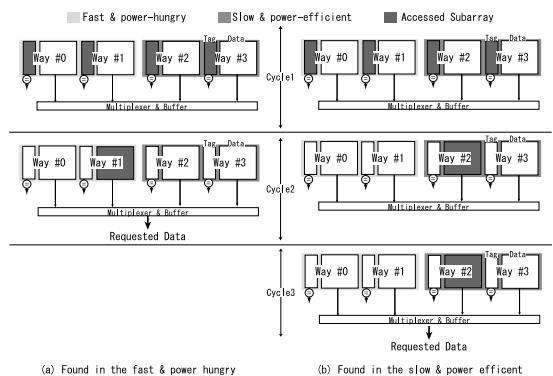 Fast & power-hungry Slow & power-efficient Accessed Subarray
Tag Data Tag Data
Way #0 Way #1 Way #2 Way #3 Cycle1 Way #0 Way #1 Way #2 Way #3
= = = = = = = =
Multiplexer & Buffer Multiplexer & Buffer
Tag Data Tag Data
Way #0 Way #1 Way #2 Way #3 Cycle2 Way #0 Way #1 Way #2 Way #3
= = = = = = = =
Multiplexer & Buffer Multiplexer & Buffer
Requested Data
Tag Data
Cycle3 Way #0 Way #1 Way #2 Way #3
= = = =
Multiplexer & Buffer
Requested Data
(a) Found in the fast & power hungry (b) Found in the slow & power efficent